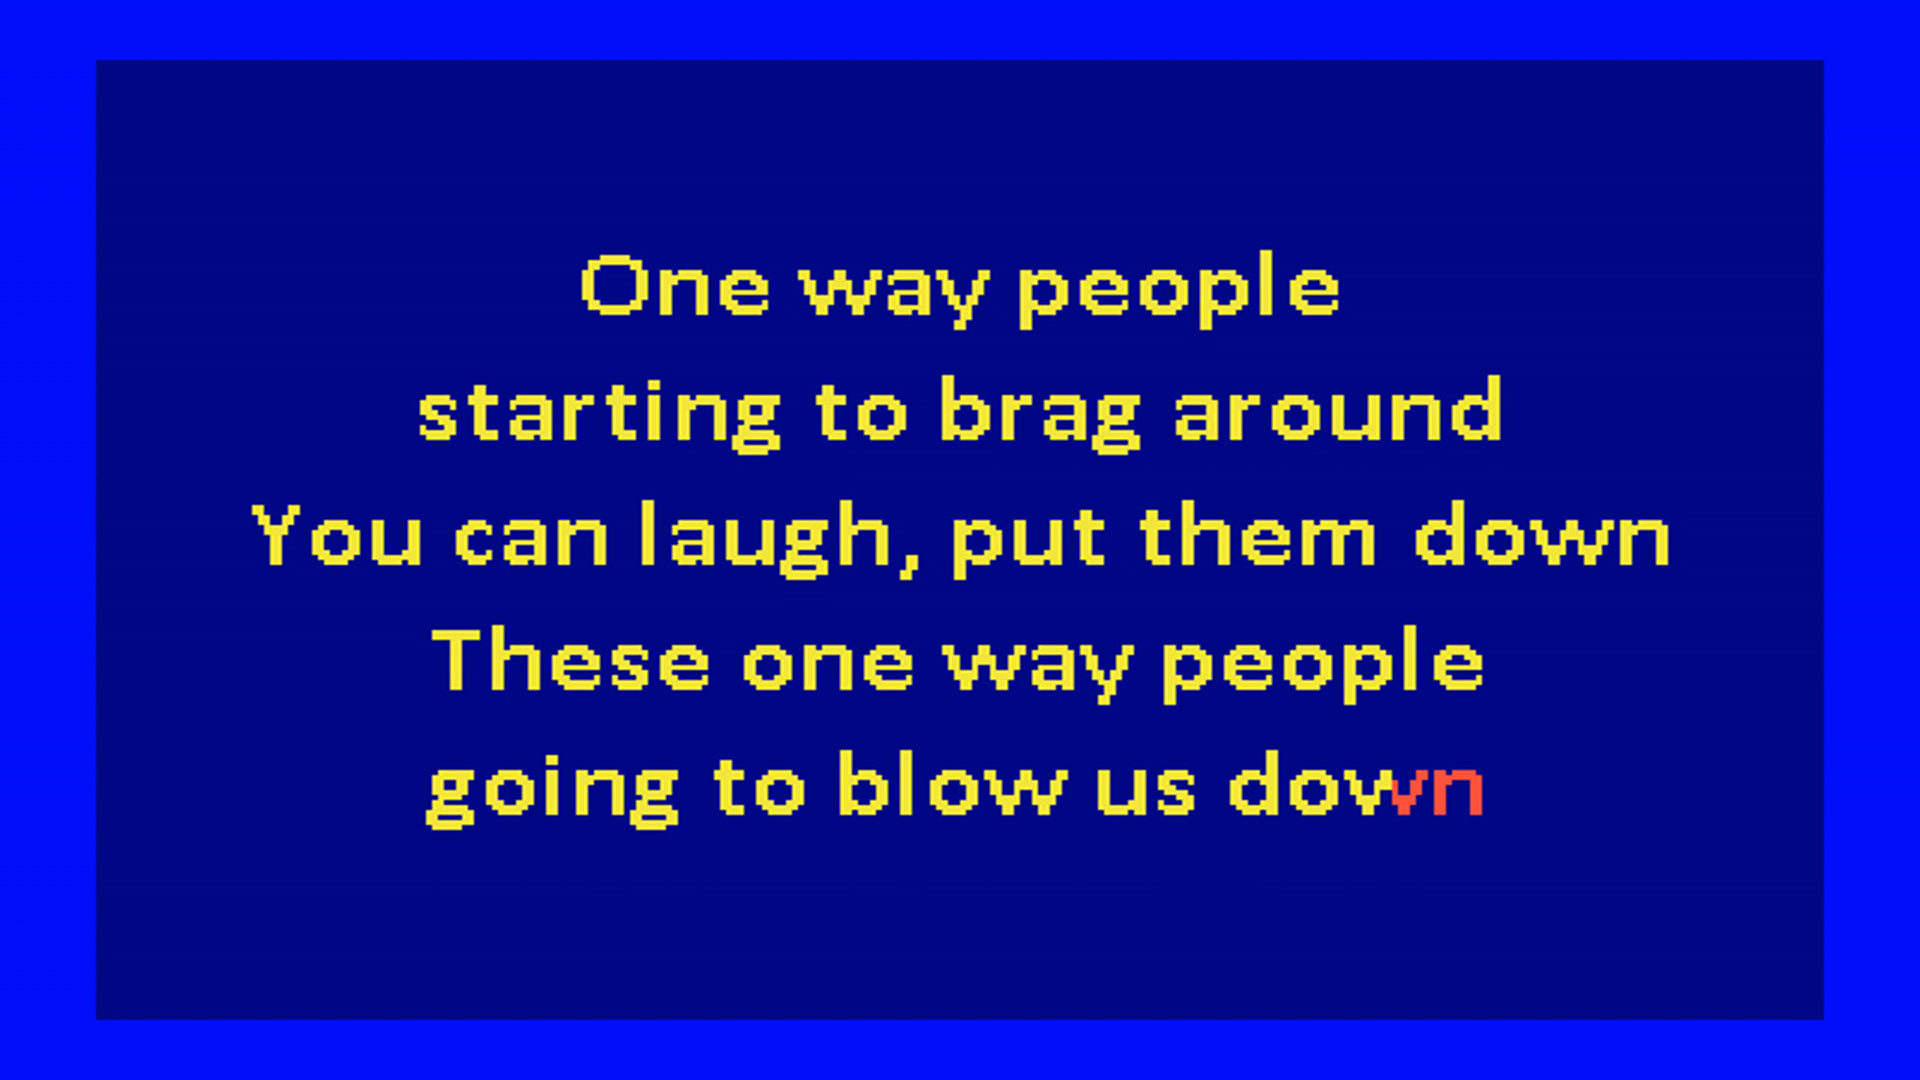 One way people
starting to brag around
You can laugh, put them down
These one way people
going to blow us down